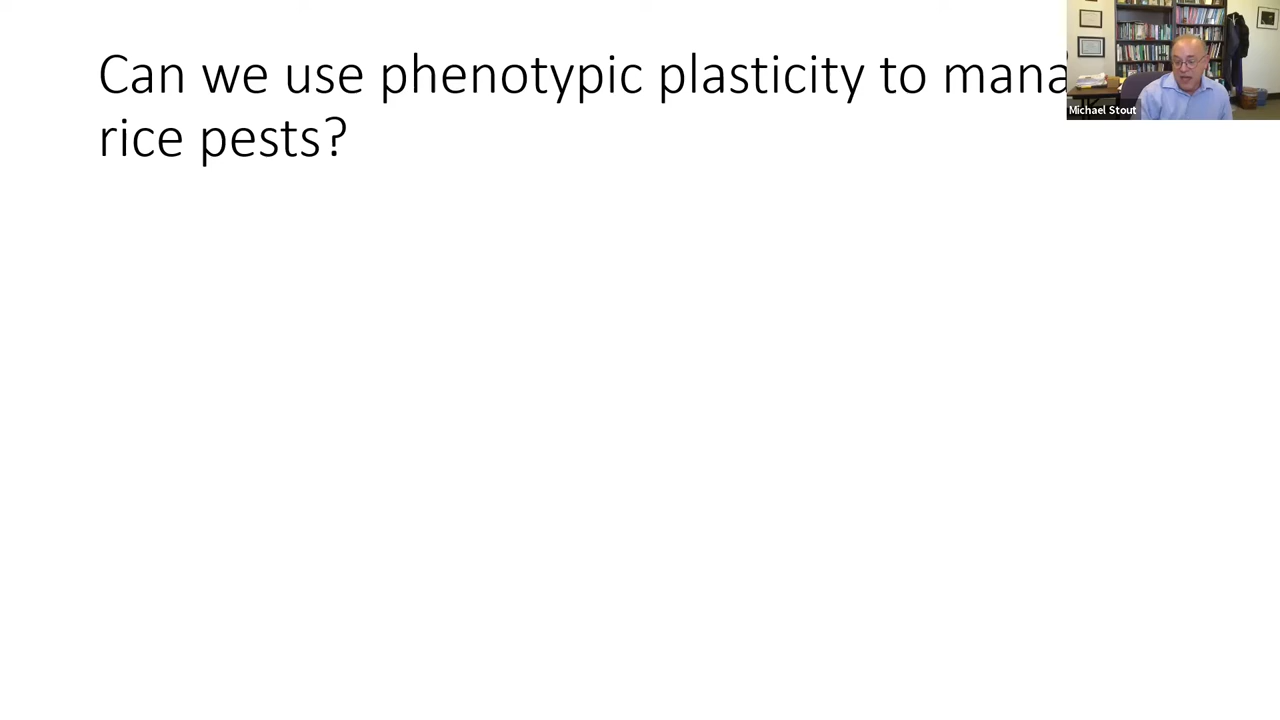 Can we use phenotypic plasticity to mana
rice pests?
Michael Stout